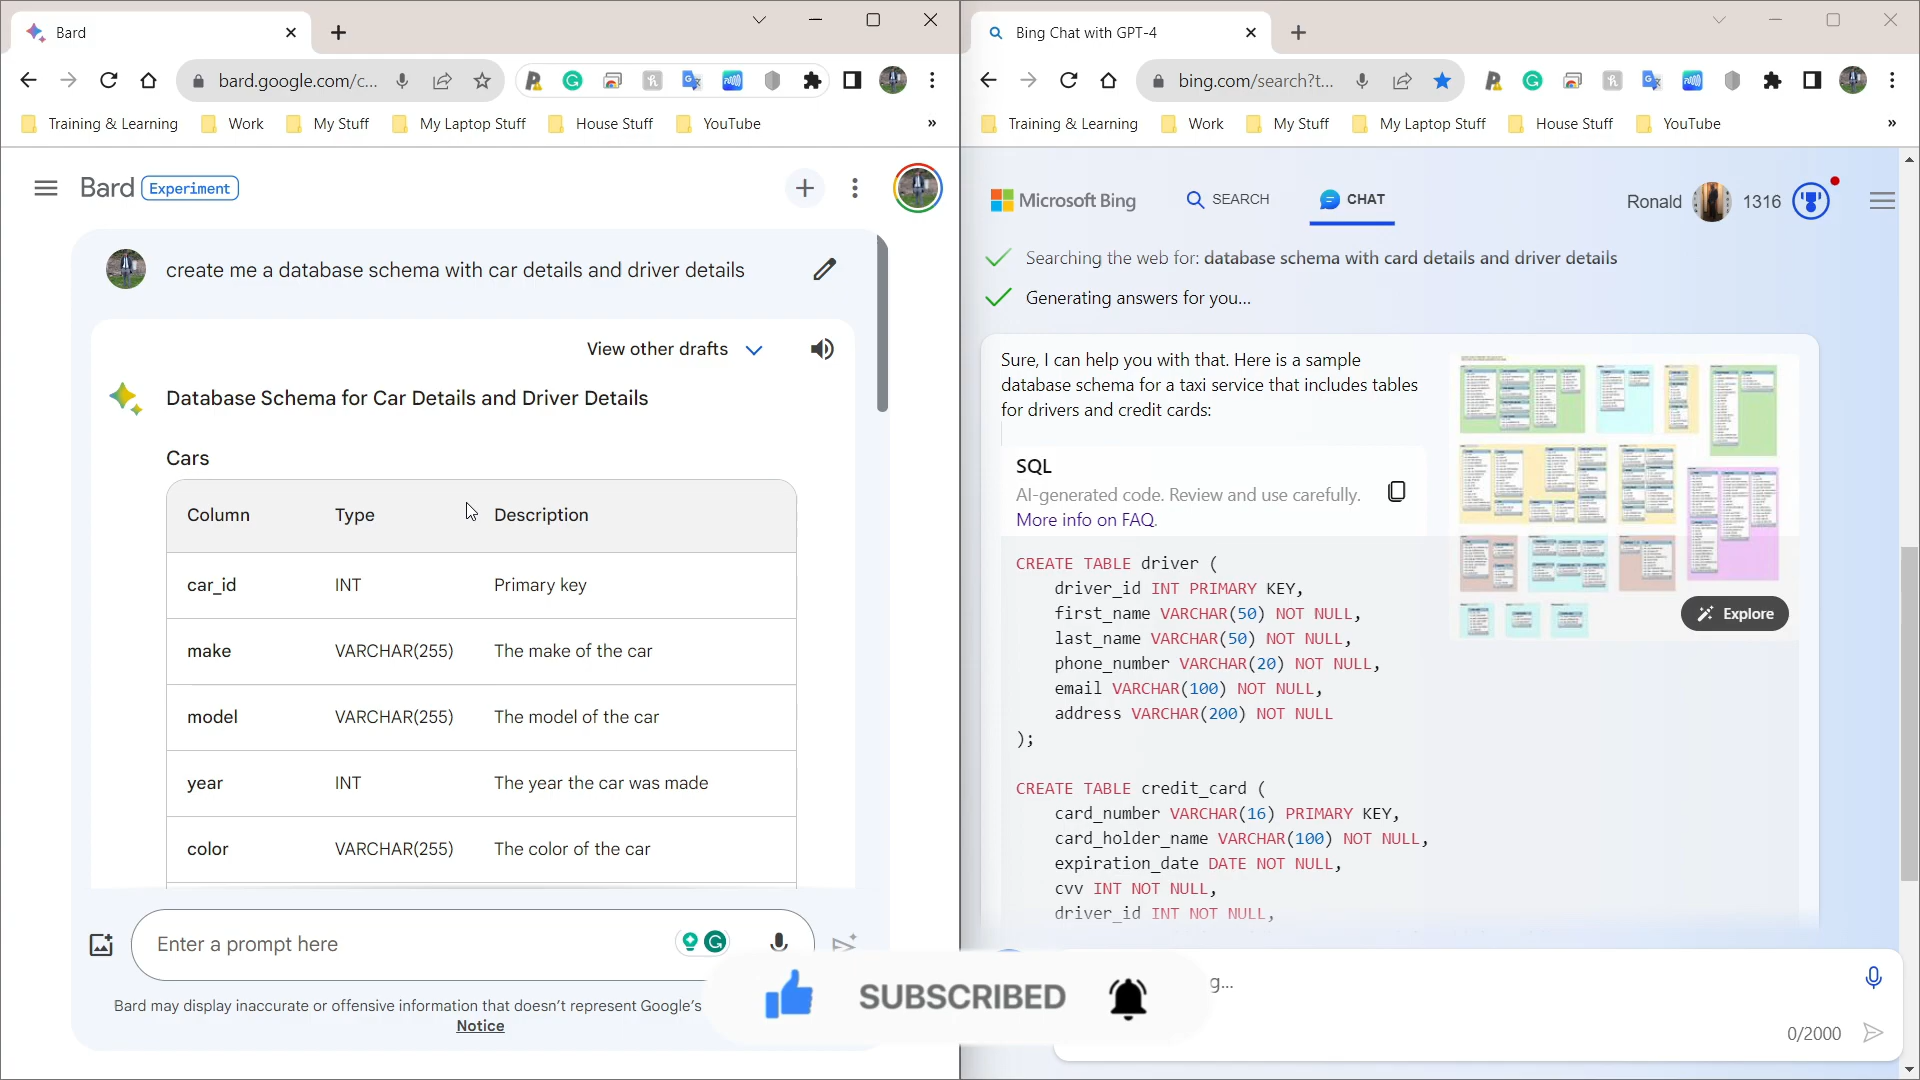 Bard
bard.google.com/c...
Training & Learning
Work
My Stuff
My Laptop Stuff
House Stuff
YouTube
»
Bard
Experiment
create me a database schema with car details and driver details
View other drafts
Database Schema for Car Details and Driver Details
Cars
Column Type Description
car_id INT Primary key
make VARCHAR(255) The make of the car
model VARCHAR(255) The model of the car
year INT The year the car was made
color VARCHAR(255) The color of the car
Enter a prompt here
Bard may display inaccurate or offensive information that doesn't represent Google's
Notice
Bing Chat with GPT-4
bing.com/search?t...
Training & Learning
Work
My Stuff
My Laptop Stuff
House Stuff
YouTube
»
Microsoft Bing
SEARCH
CHAT
Ronald
1316
Searching the web for: database schema with card details and driver details
Generating answers for you...
Sure, I can help you with that. Here is a sample
database schema for a taxi service that includes tables
for drivers and credit cards:
SQL
AI-generated code. Review and use carefully.
More info on FAQ.
Explore
CREATE TABLE driver (
driver_id INT PRIMARY KEY,
first_name VARCHAR(50) NOT NULL,
last_name VARCHAR(50) NOT NULL,
phone_number VARCHAR(20) NOT NULL,
email VARCHAR(100) NOT NULL,
address VARCHAR(200) NOT NULL
);
CREATE TABLE credit_card (
card_number VARCHAR(16) PRIMARY KEY,
card_holder_name VARCHAR(100) NOT NULL,
expiration_date DATE NOT NULL,
cvv INT NOT NULL,
driver_id INT NOT NULL,
g...
0/2000
SUBSCRIBED